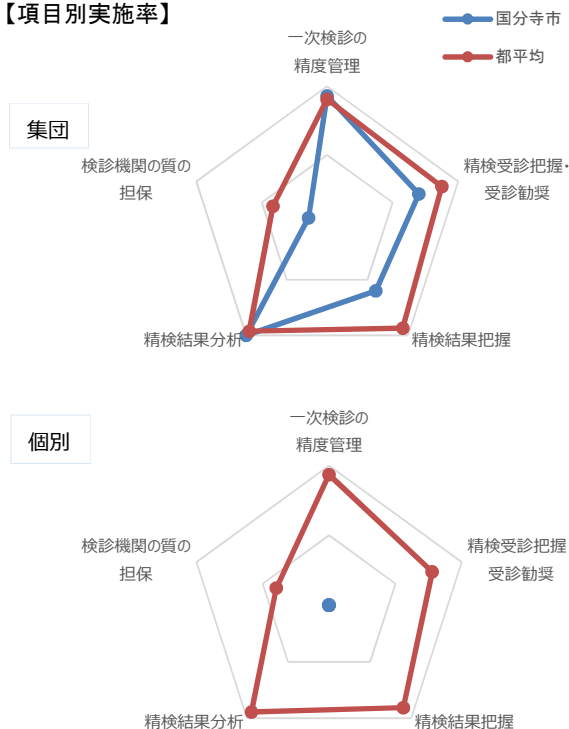 【項目別実施率】
国分寺市
都平均
集団
一次検診の
精度管理
精検受診把握・
受診勧奨
精検結果把握
精検結果分析
検診機関の質の
担保
個別
一次検診の
精度管理
精検受診把握
受診勧奨
精検結果把握
精検結果分析
検診機関の質の
担保